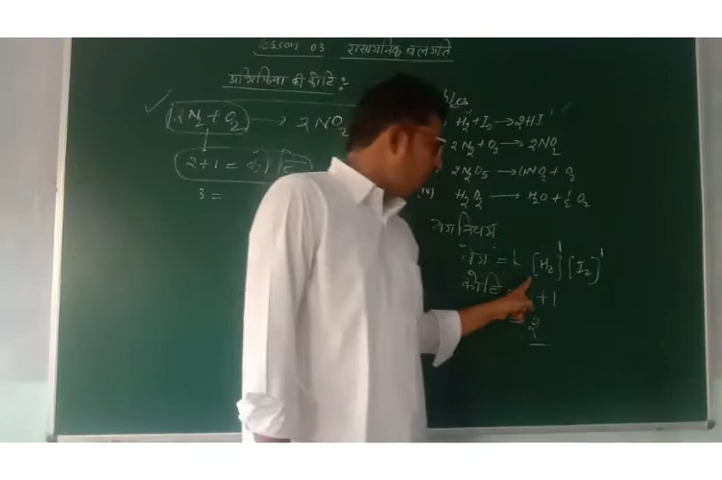 Lesson 03 रासायनिक बलगति
अभिक्रिया की कोटि :-
2N₂ + O₂ → 2NO₂
2+1 = कोटि
3 =
H₂ + I₂ → 2HI
2N₂ + O₂ → 2NO₂
2N₂O₅ → 4NO₂ + O₂
(IV) H₂O₂ → H₂O + ½ O₂
वेग नियम
वेग = k [H₂]¹ [I₂]¹
कोटि = 1+1
2